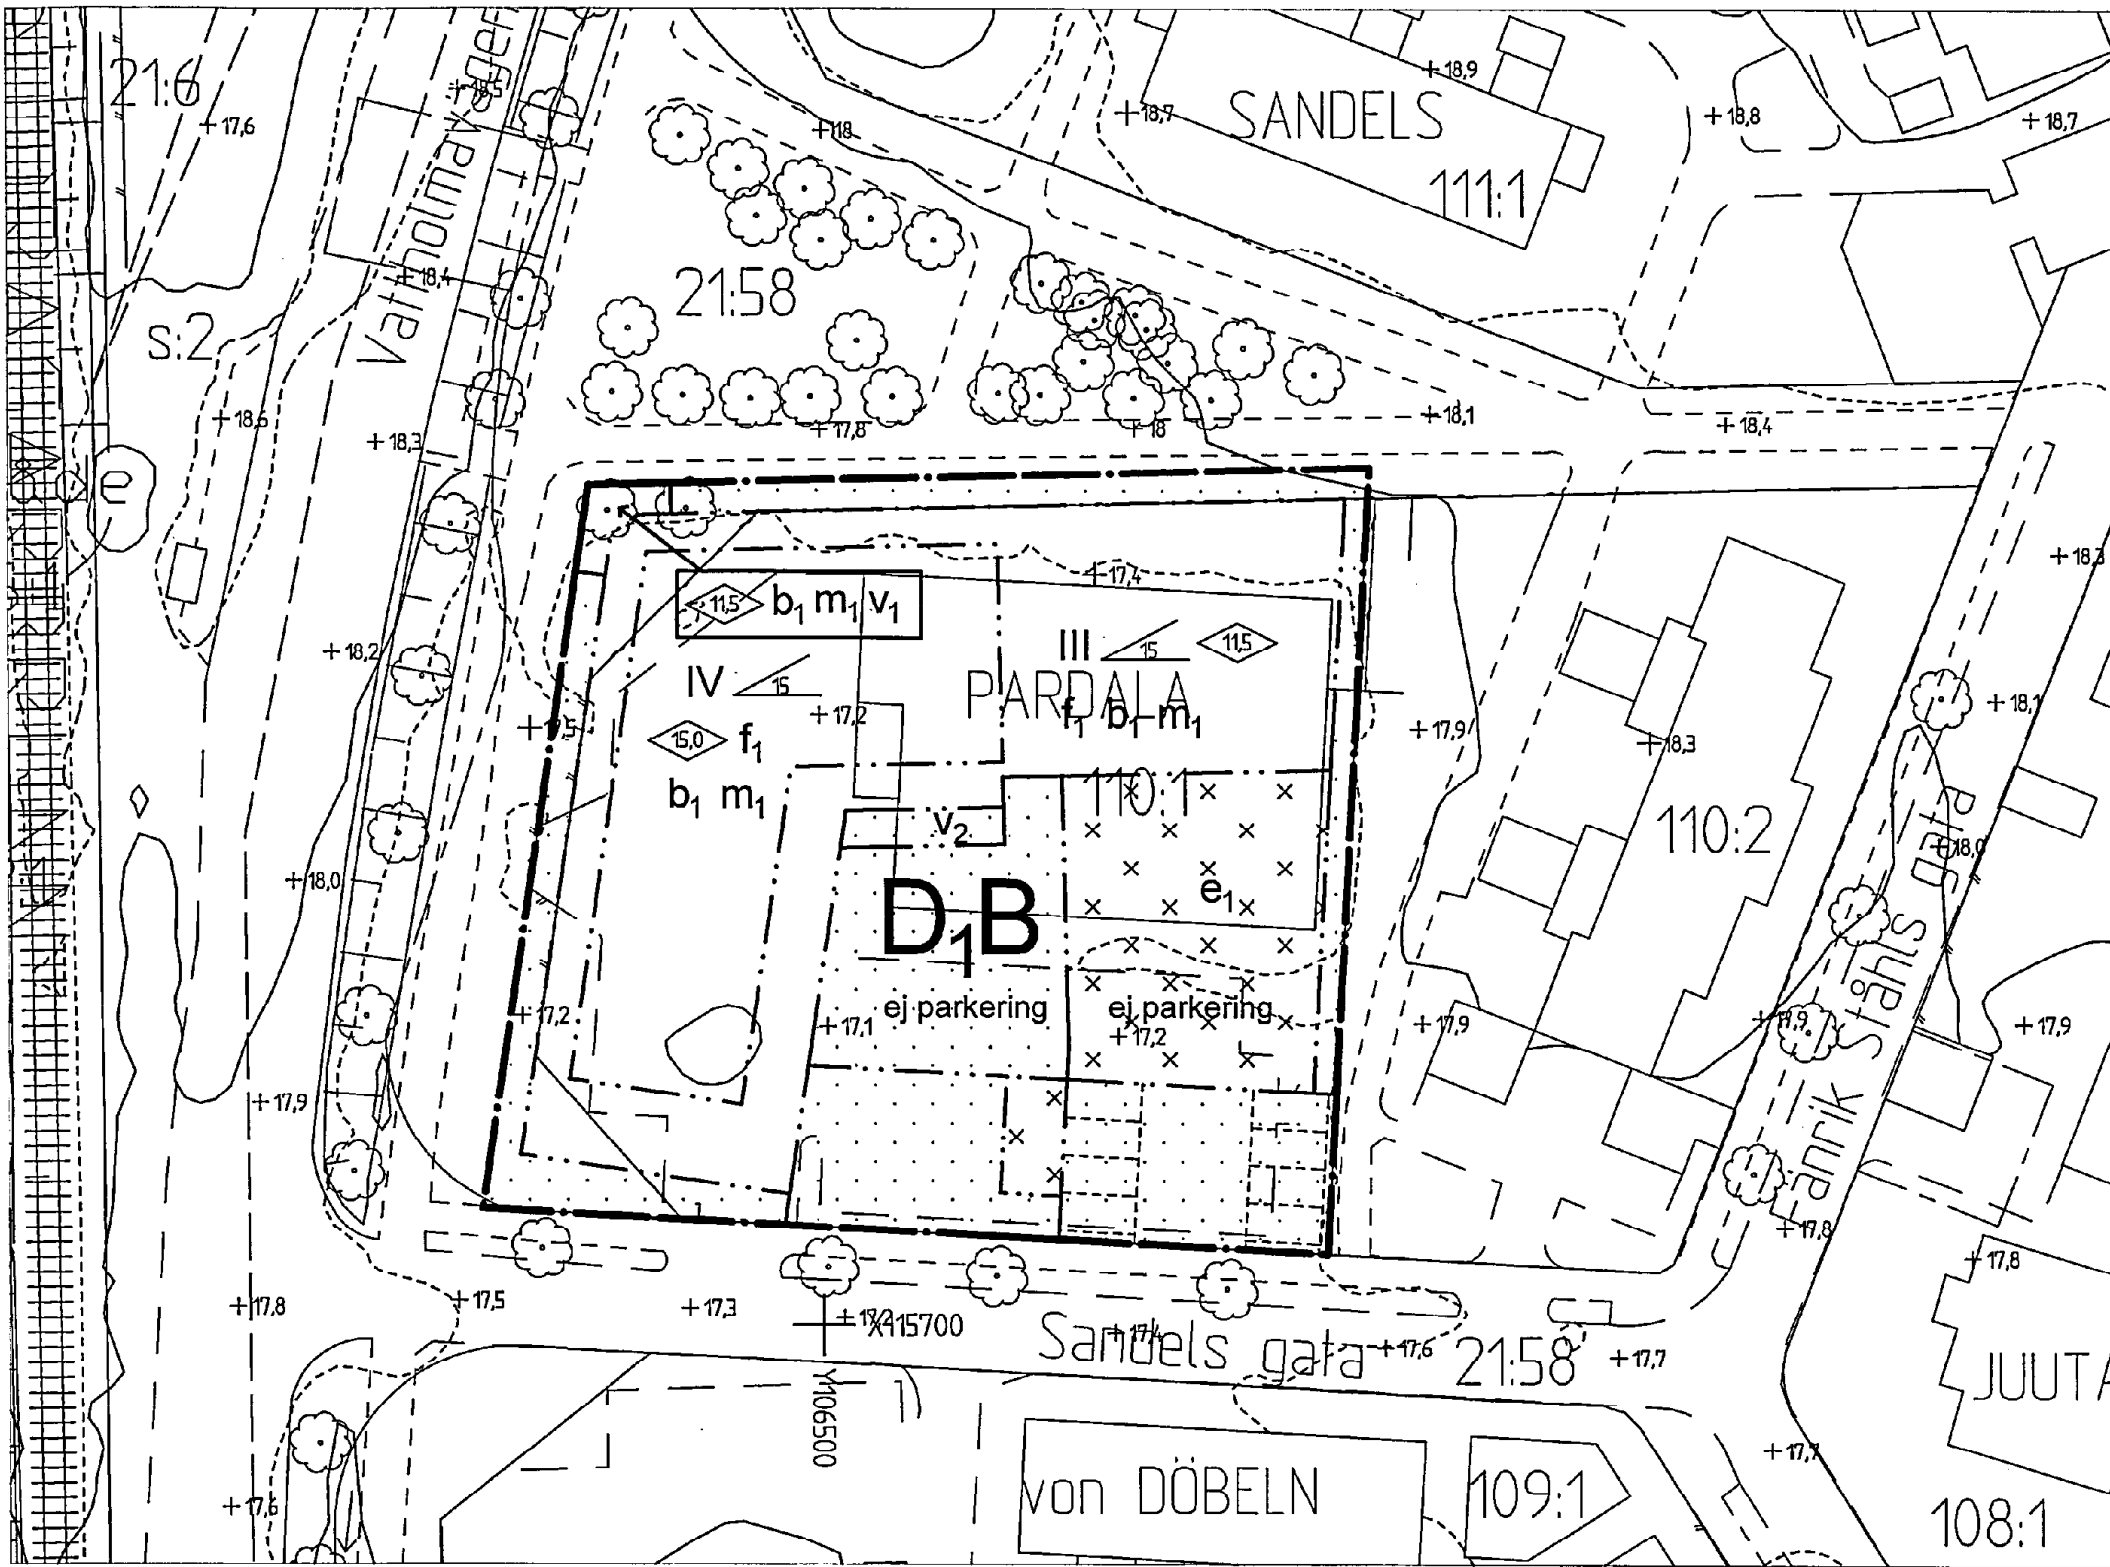 21:6
+17,6
Vattholmavägen
+18,5
+18
+18,7
+18,9
SANDELS
111:1
+18,8
+18,7
+18,4
21:58
s:2
+18,6
+18,3
+17,8
+18
+18,1
+18,4
e
+17,4
11,5 b₁ m₁ v₁
III 15 11,5
+18,3
+18,2
IV 15
PARDALA
+17,5
+17,2
f₁ b₁ m₁
+17,9
+18,3
+18,1
15,0 f₁
b₁ m₁
110:1
110:2
v₂
+18,0
+18,0
D₁B
e₁
ej parkering
ej parkering
+17,2
+17,1
+17,2
+17,9
+17,9
+17,9
Fänrik Ståhls gata
+17,9
+17,8
+17,8
+17,8
+17,5
+17,3
+17,2
X115700
Sandels gata
+17,4
+17,6
21:58
+17,7
JUUTA
Y106500
+17,7
+17,6
von DÖBELN
109:1
108:1